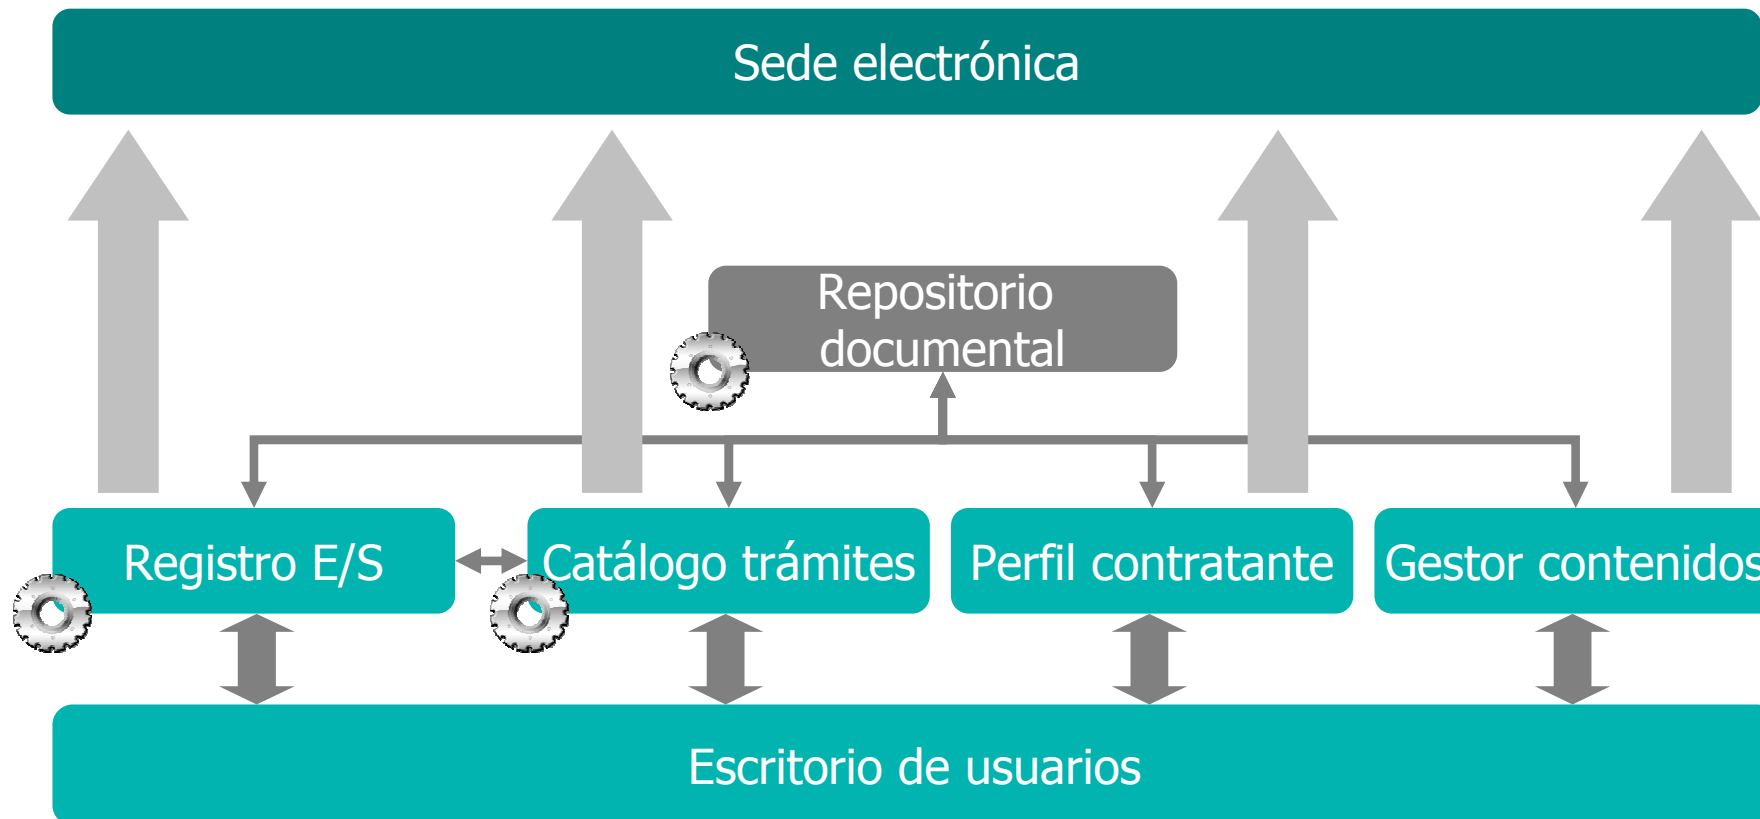 Sede electrónica
Repositorio
documental
Registro E/S
Catálogo trámites
Perfil contratante
Gestor contenidos
Escritorio de usuarios